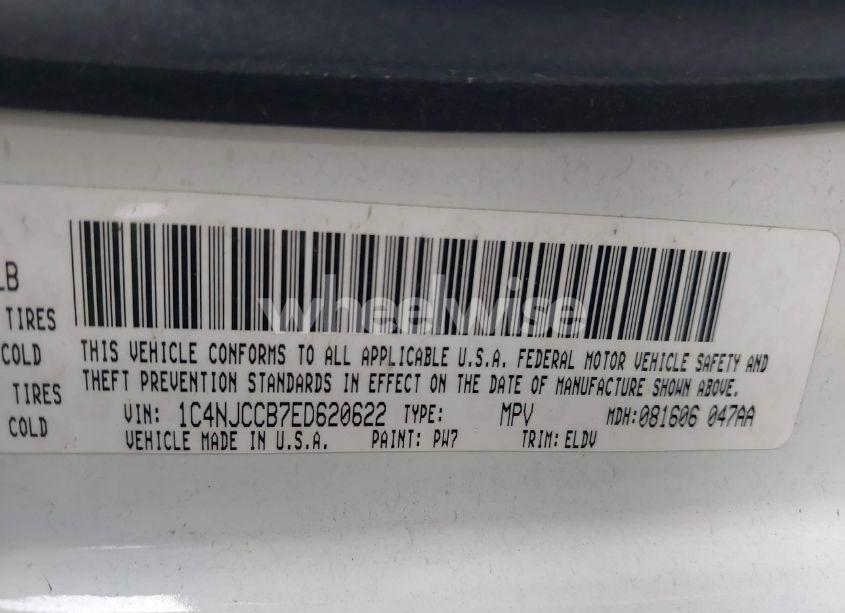 LB
TIRES
COLD
TIRES
COLD
wheelwise
THIS VEHICLE CONFORMS TO ALL APPLICABLE U.S.A. FEDERAL MOTOR VEHICLE SAFETY AND
THEFT PREVENTION STANDARDS IN EFFECT ON THE DATE OF MANUFACTURE SHOWN ABOVE.
VIN: 1C4NJCCB7ED620622 TYPE: MPV MDH:081606 047AA
VEHICLE MADE IN U.S.A. PAINT: PW7 TRIM: ELDV